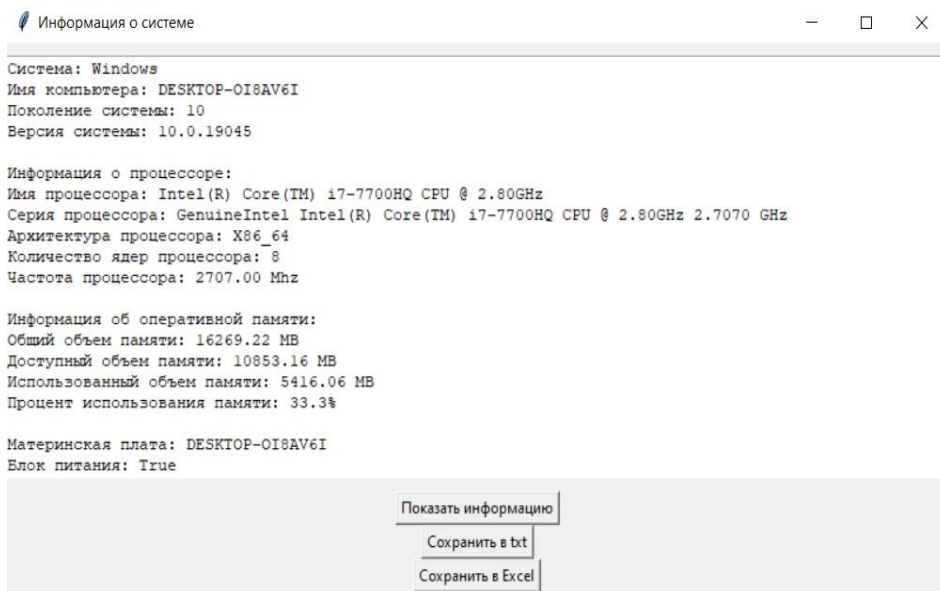 Информация о системе
Система: Windows
Имя компьютера: DESKTOP-OI8AV6I
Поколение системы: 10
Версия системы: 10.0.19045
Информация о процессоре:
Имя процессора: Intel(R) Core(TM) i7-7700HQ CPU @ 2.80GHz
Серия процессора: GenuineIntel Intel(R) Core(TM) i7-7700HQ CPU @ 2.80GHz 2.7070 GHz
Архитектура процессора: X86_64
Количество ядер процессора: 8
Частота процессора: 2707.00 Mhz
Информация об оперативной памяти:
Общий объем памяти: 16269.22 MB
Доступный объем памяти: 10853.16 MB
Использованный объем памяти: 5416.06 MB
Процент использования памяти: 33.3%
Материнская плата: DESKTOP-OI8AV6I
Блок питания: True
Показать информацию
Сохранить в txt
Сохранить в Excel